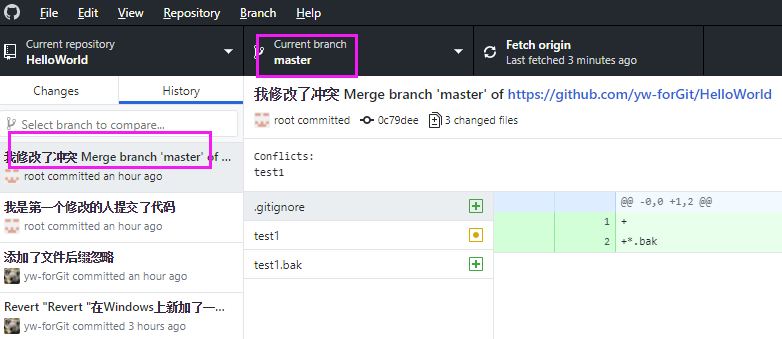 File Edit View Repository Branch Help
Current repository
HelloWorld
Current branch
master
Fetch origin
Last fetched 3 minutes ago
Changes History
Select branch to compare...
我修改了冲突 Merge branch 'master' of ...
root committed an hour ago
我是第一个修改的人提交了代码
root committed an hour ago
添加了文件后缀忽略
yw-forGit committed an hour ago
Revert "Revert "在Windows上新加了一...
yw-forGit committed 3 hours ago
我修改了冲突 Merge branch 'master' of https://github.com/yw-forGit/HelloWorld
root committed 0c79dee 3 changed files
Conflicts:
test1
.gitignore
test1
test1.bak
@@ -0,0 +1,2 @@
1 +
2 +*.bak